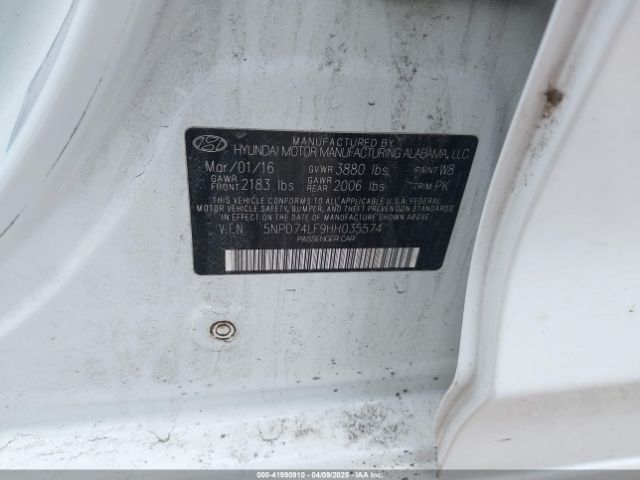 MANUFACTURED BY
HYUNDAI MOTOR MANUFACTURING ALABAMA, LLC
Mar/01/16 GVWR 3880 lbs PAINT W8
GAWR FRONT 2183 lbs GAWR REAR 2006 lbs TRIM PK
THIS VEHICLE CONFORMS TO ALL APPLICABLE U.S.A. FEDERAL
MOTOR VEHICLE SAFETY, BUMPER, AND THEFT PREVENTION
STANDARDS IN EFFECT ON THE DATE OF MANUFACTURE SHOWN ABOVE.
V.I.N. 5NPD74LF9HH035574
PASSENGER CAR
000-41990910 04/09/2025 IAAI.COM